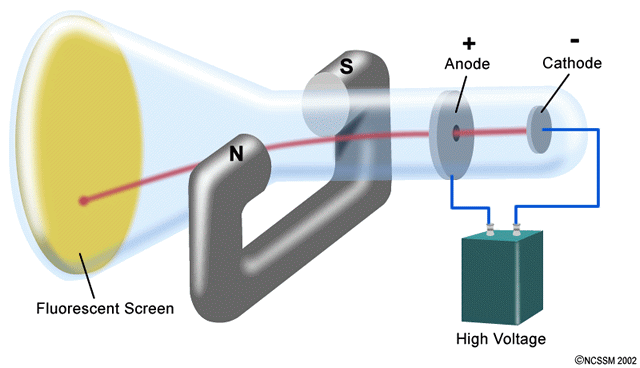 +
Anode
-
Cathode
S
N
Fluorescent Screen
High Voltage
©NCSSM 2002